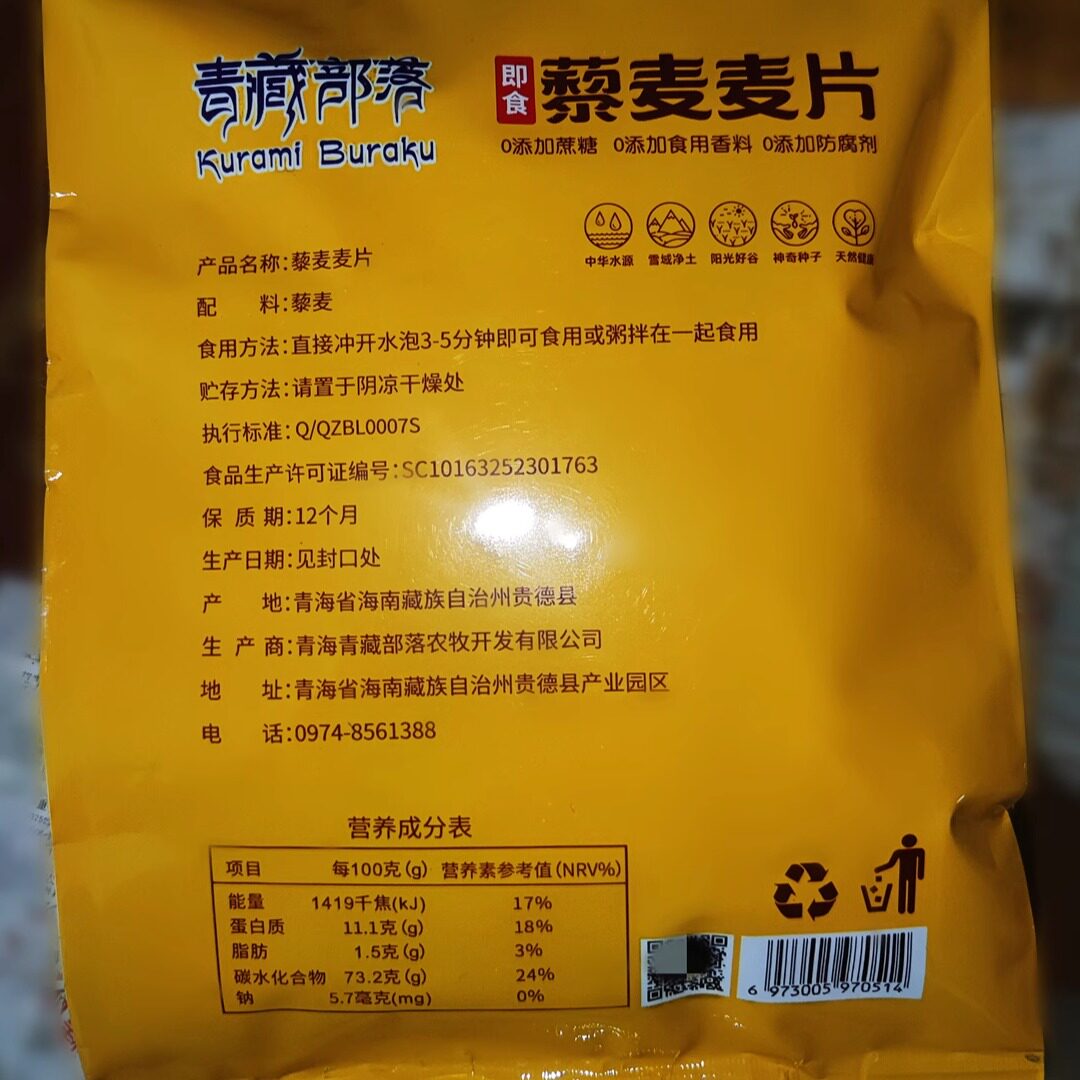 青藏部落
Kurami Buraku
即食 藜麦麦片
0添加蔗糖 0添加食用香料 0添加防腐剂
中华水源 雪域净土 阳光好谷 神奇种子 天然健康
产品名称:藜麦麦片
配 料:藜麦
食用方法:直接冲开水泡3-5分钟即可食用或粥拌在一起食用
贮存方法:请置于阴凉干燥处
执行标准:Q/QZBL0007S
食品生产许可证编号:SC10163252301763
保 质 期:12个月
生产日期:见封口处
产 地:青海省海南藏族自治州贵德县
生 产 商:青海青藏部落农牧开发有限公司
地 址:青海省海南藏族自治州贵德县产业园区
电 话:0974-8561388
营养成分表
项目 每100克(g) 营养素参考值(NRV%)
能量 1419千焦(kJ) 17%
蛋白质 11.1克(g) 18%
脂肪 1.5克(g) 3%
碳水化合物 73.2克(g) 24%
钠 5.7毫克(mg) 0%
6 973005 970514